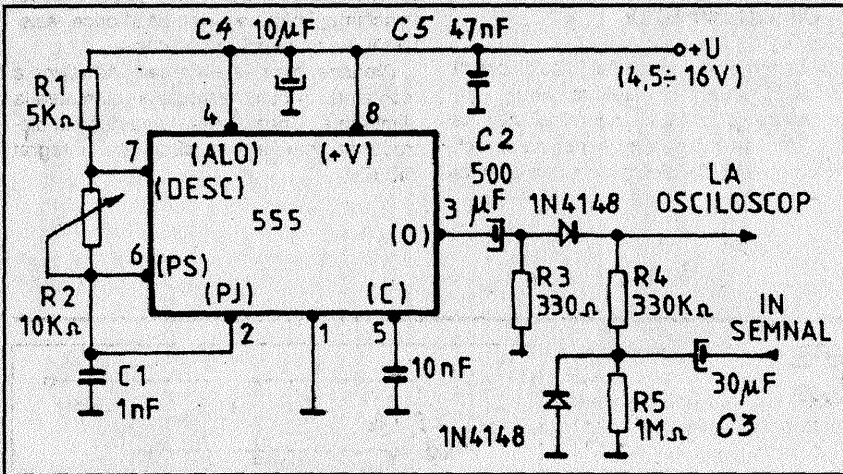 C4 10µF C5 47nF
+U
(4,5÷16V)
R1
5KΩ
4
8
7
(ALO)
(+V)
(DESC)
C2
500
µF
1N4148
LA
OSCILOSCOP
555
3
(O)
6
(PS)
R2
10KΩ
(PJ)
(C)
2
1
5
R3
330Ω
R4
330KΩ
IN
SEMNAL
C1
1nF
10nF
30µF
C3
1N4148
R5
1MΩ